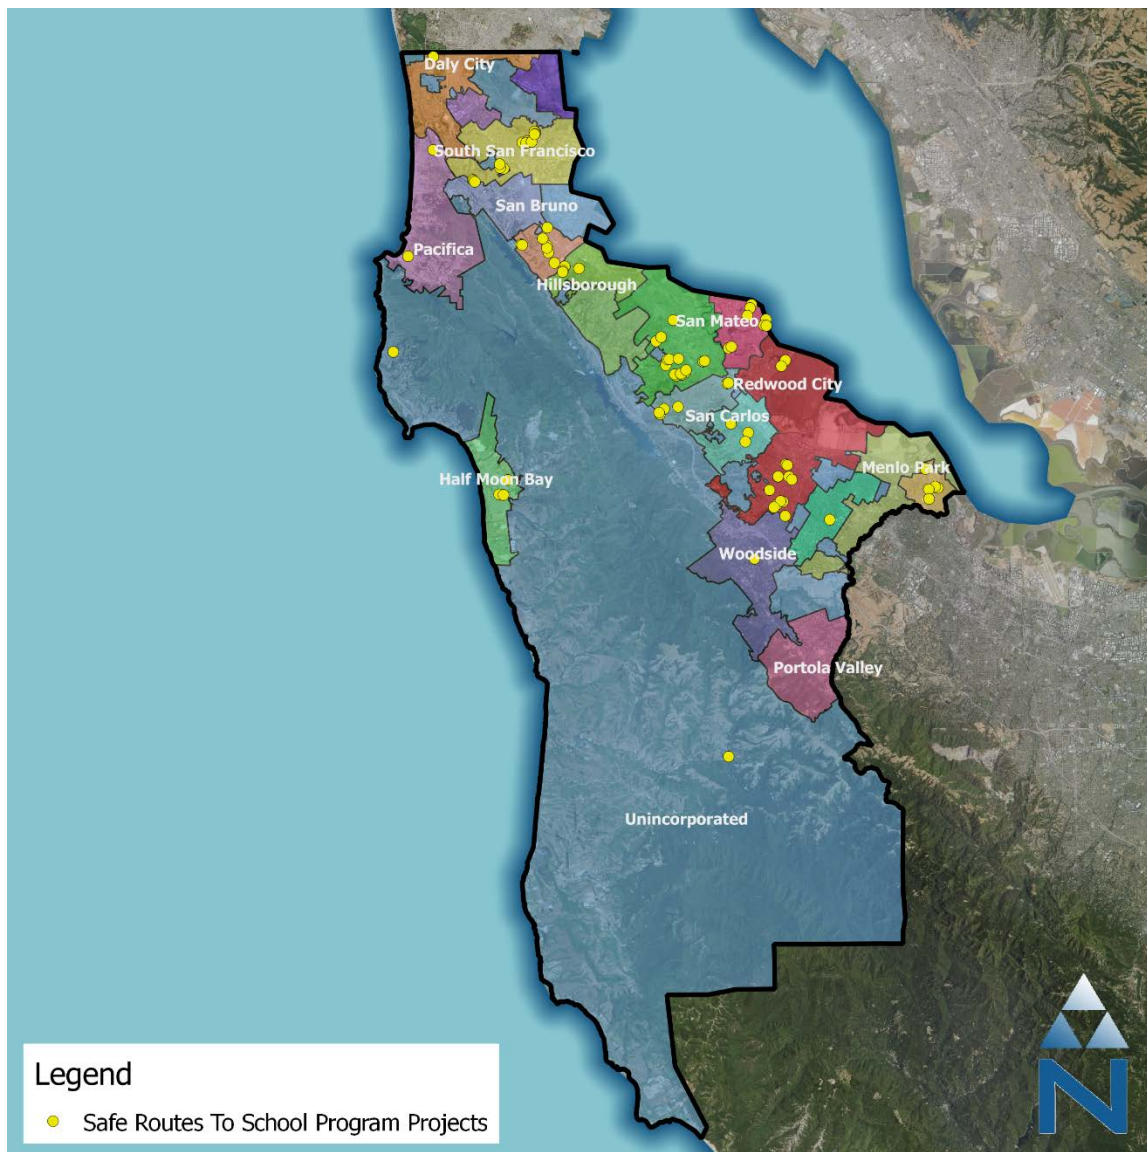 Daly City
South San Francisco
San Bruno
Pacifica
Hillsborough
San Mateo
Redwood City
San Carlos
Menlo Park
Half Moon Bay
Woodside
Portola Valley
Unincorporated
Legend
Safe Routes To School Program Projects
N